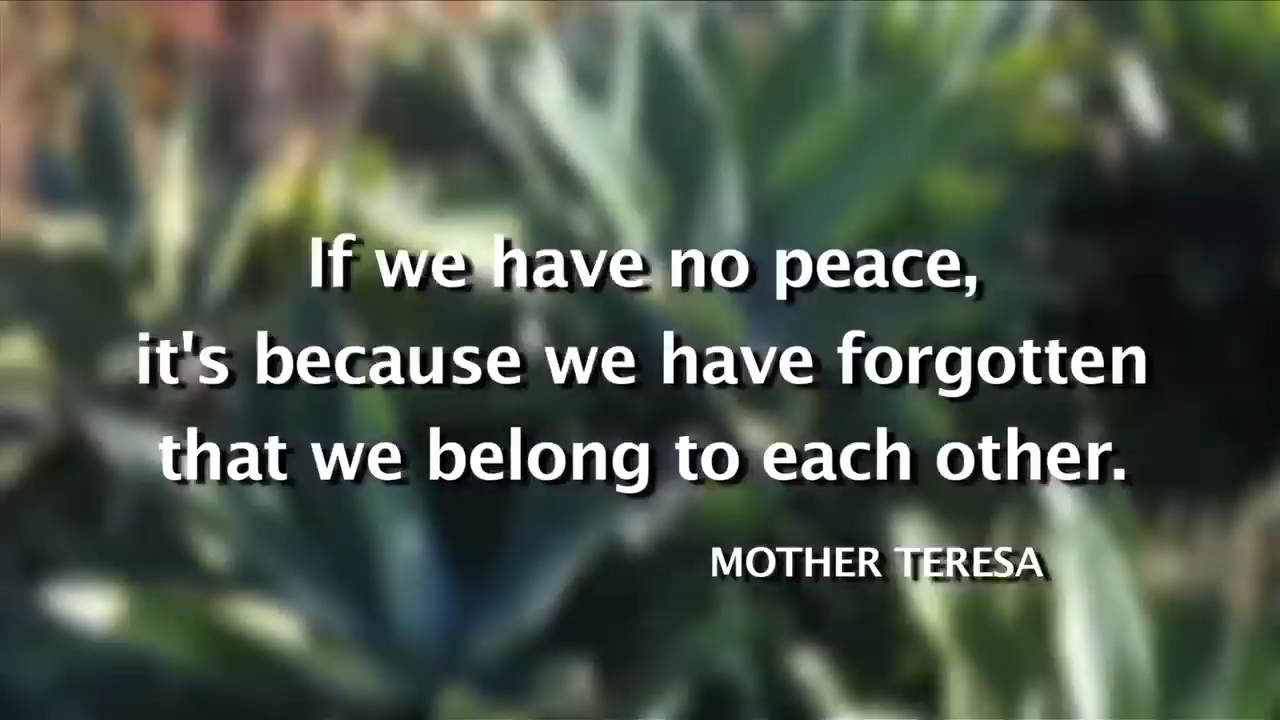 If we have no peace,
it's because we have forgotten
that we belong to each other.
MOTHER TERESA